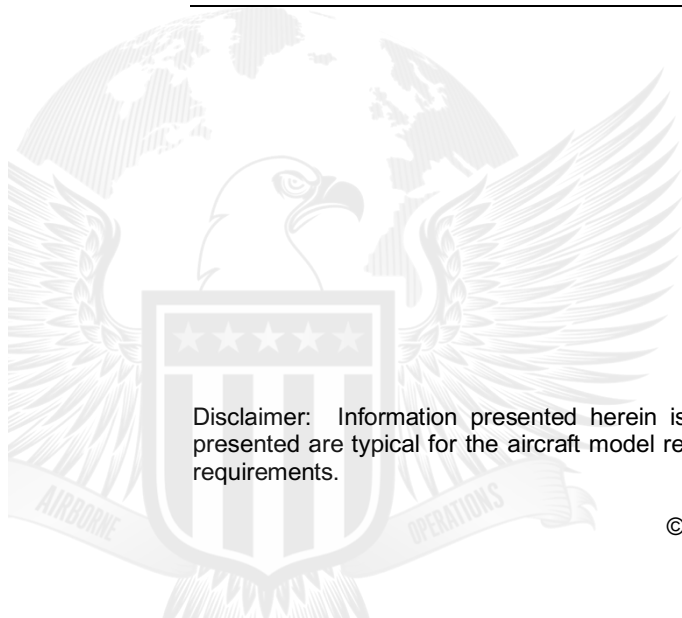 Disclaimer: Information presented herein is
presented are typical for the aircraft model re
requirements.
©
AIRBORNE
OPERATIONS